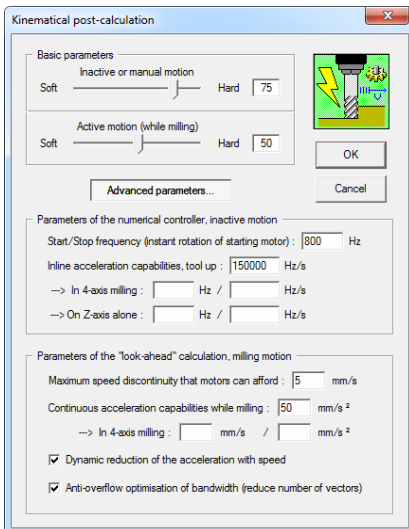 Kinematical post-calculation
Basic parameters
Inactive or manual motion
Soft Hard 75
Active motion (while milling)
Soft Hard 50
OK
Cancel
Advanced parameters...
Parameters of the numerical controller, inactive motion
Start/Stop frequency (instant rotation of starting motor) : 800 Hz
Inline acceleration capabilities, tool up : 150000 Hz/s
---> In 4-axis milling : Hz / Hz/s
---> On Z-axis alone : Hz / Hz/s
Parameters of the "look-ahead" calculation, milling motion
Maximum speed discontinuity that motors can afford : 5 mm/s
Continuous acceleration capabilities while milling : 50 mm/s ²
---> In 4-axis milling : mm/s / mm/s ²
Dynamic reduction of the acceleration with speed
Anti-overflow optimisation of bandwidth (reduce number of vectors)